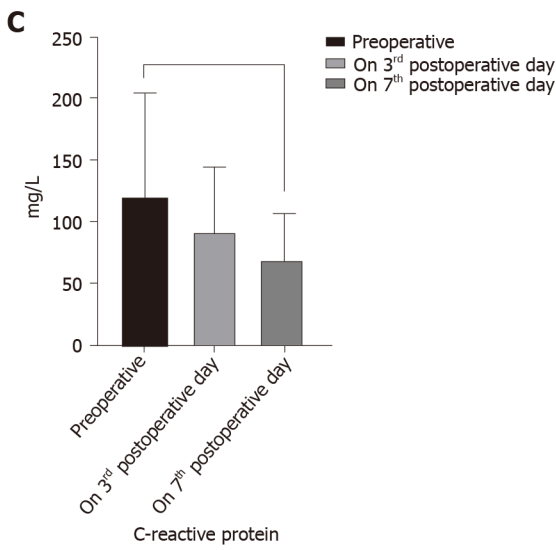 C
250
200
150
100
50
0
mg/L
Preoperative
On 3rd postoperative day
On 7th postoperative day
Preoperative
On 3rd postoperative day
On 7th postoperative day
C-reactive protein